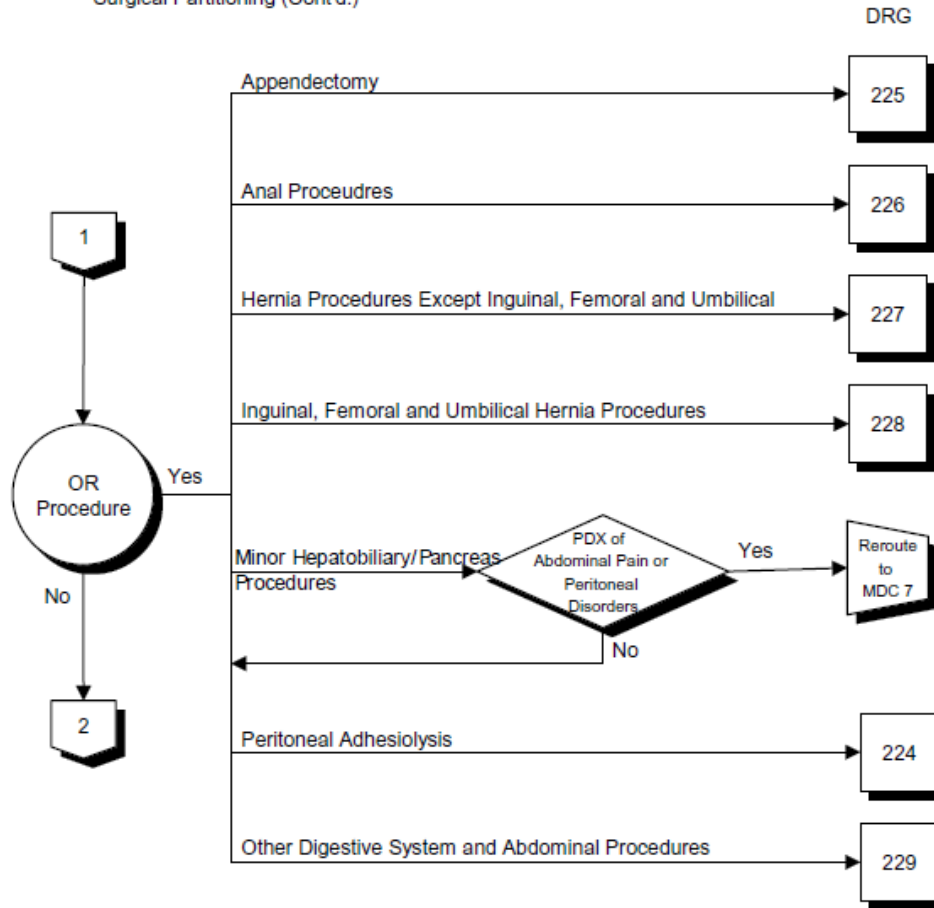 Surgical Partitioning (Cont'd.)
DRG
Appendectomy
225
Anal Proceudres
226
1
Hernia Procedures Except Inguinal, Femoral and Umbilical
227
Inguinal, Femoral and Umbilical Hernia Procedures
228
OR
Procedure
Yes
No
Minor Hepatobiliary/Pancreas
Procedures
PDX of
Abdominal Pain or
Peritoneal
Disorders
Yes
Reroute
to
MDC 7
No
2
Peritoneal Adhesiolysis
224
Other Digestive System and Abdominal Procedures
229